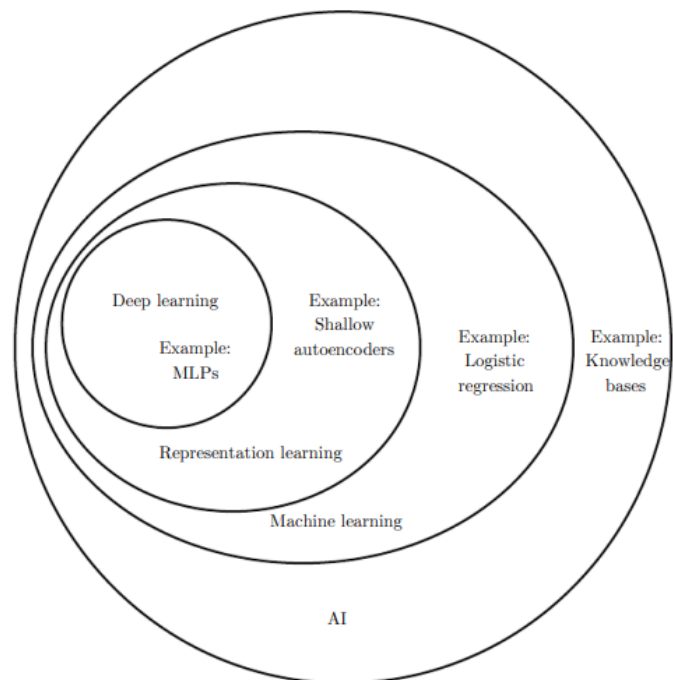 Deep learning
Example:
MLPs
Example:
Shallow
autoencoders
Example:
Logistic
regression
Example:
Knowledge
bases
Representation learning
Machine learning
AI